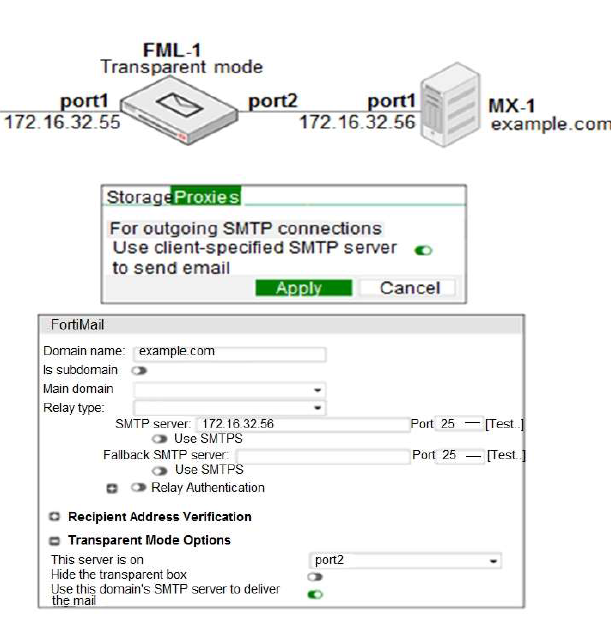 FML-1
Transparent mode
port1 port2 port1 MX-1
172.16.32.55 172.16.32.56 example.com
Storage Proxies
For outgoing SMTP connections
Use client-specified SMTP server
to send email
Apply Cancel
FortiMail
Domain name: example.com
Is subdomain
Main domain
Relay type:
SMTP server: 172.16.32.56 Port 25 [Test..]
Use SMTPS
Fallback SMTP server: Port 25 [Test..]
Use SMTPS
Relay Authentication
Recipient Address Verification
Transparent Mode Options
This server is on port2
Hide the transparent box
Use this domain's SMTP server to deliver
the mail